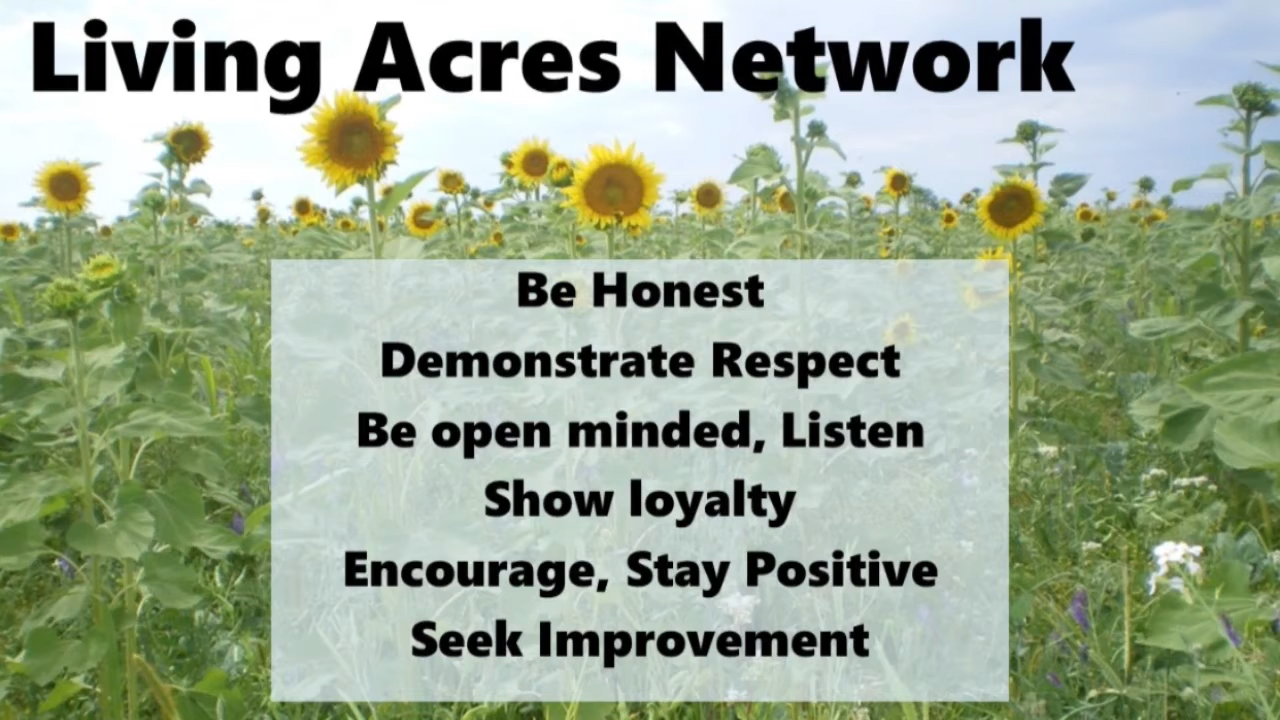 Living Acres Network
Be Honest
Demonstrate Respect
Be open minded, Listen
Show loyalty
Encourage, Stay Positive
Seek Improvement